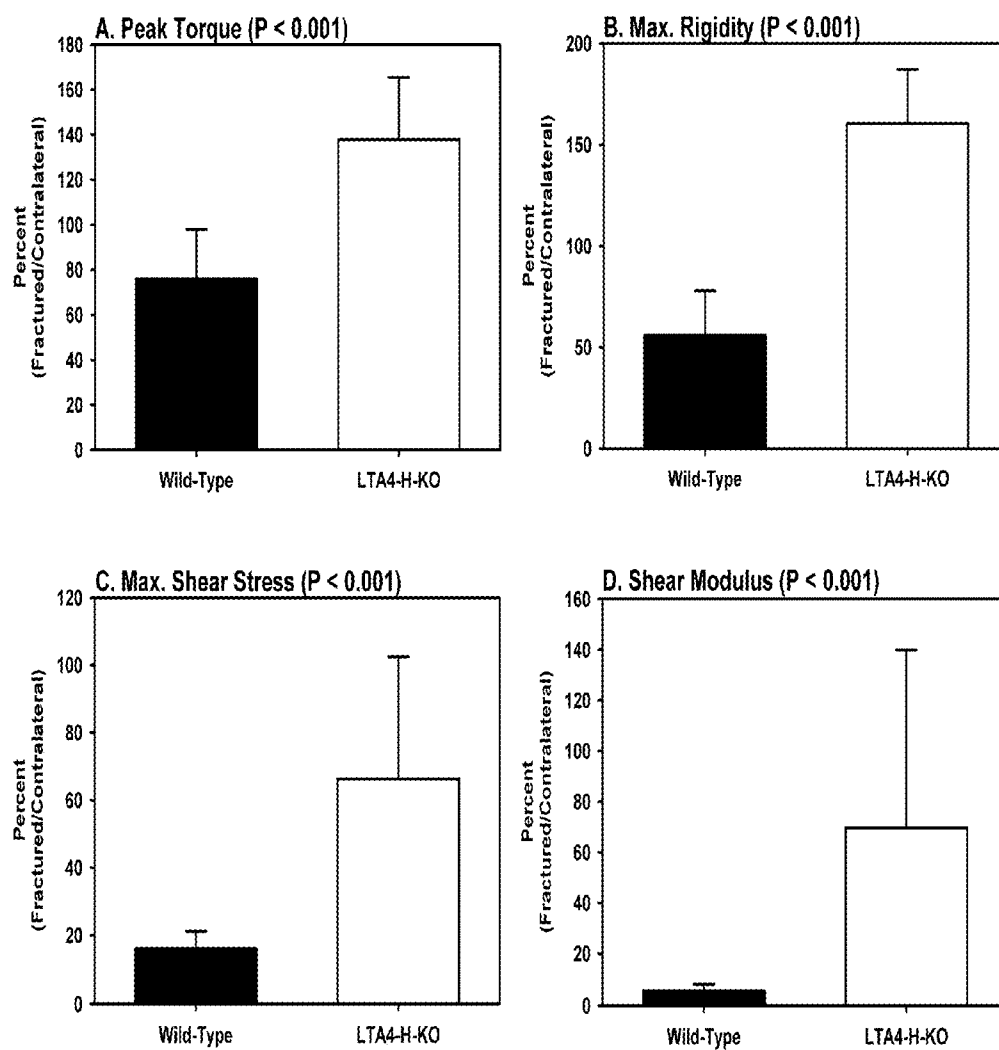 A. Peak Torque (P < 0.001)
180
160
140
120
100
80
60
40
20
0
Percent
(Fractured/Contralateral)
Wild-Type
LTA4-H-KO
B. Max. Rigidity (P < 0.001)
200
150
100
50
0
Percent
(Fractured/Contralateral)
Wild-Type
LTA4-H-KO
C. Max. Shear Stress (P < 0.001)
120
100
80
60
40
20
0
Percent
(Fractured/Contralateral)
Wild-Type
LTA4-H-KO
D. Shear Modulus (P < 0.001)
160
140
120
100
80
60
40
20
0
Percent
(Fractured/Contralateral)
Wild-Type
LTA4-H-KO